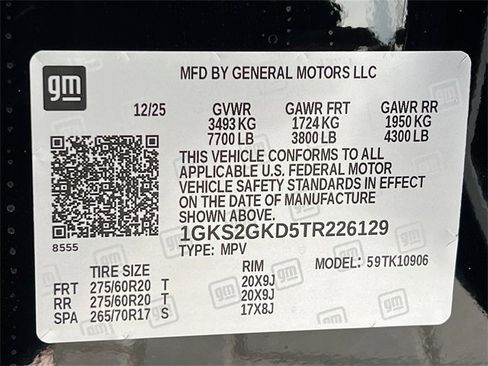 gm
MFD BY GENERAL MOTORS LLC
12/25 GVWR GAWR FRT GAWR RR
3493 KG 1724 KG 1950 KG
7700 LB 3800 LB 4300 LB
THIS VEHICLE CONFORMS TO ALL
APPLICABLE U.S. FEDERAL MOTOR
VEHICLE SAFETY STANDARDS IN EFFECT
ON THE DATE OF MANUFACTURE
SHOWN ABOVE.
1GKS2GKD5TR226129
8555
TYPE: MPV
MODEL: 59TK10906
TIRE SIZE RIM
FRT 275/60R20 T 20X9J
RR 275/60R20 T 20X9J
SPA 265/70R17 S 17X8J